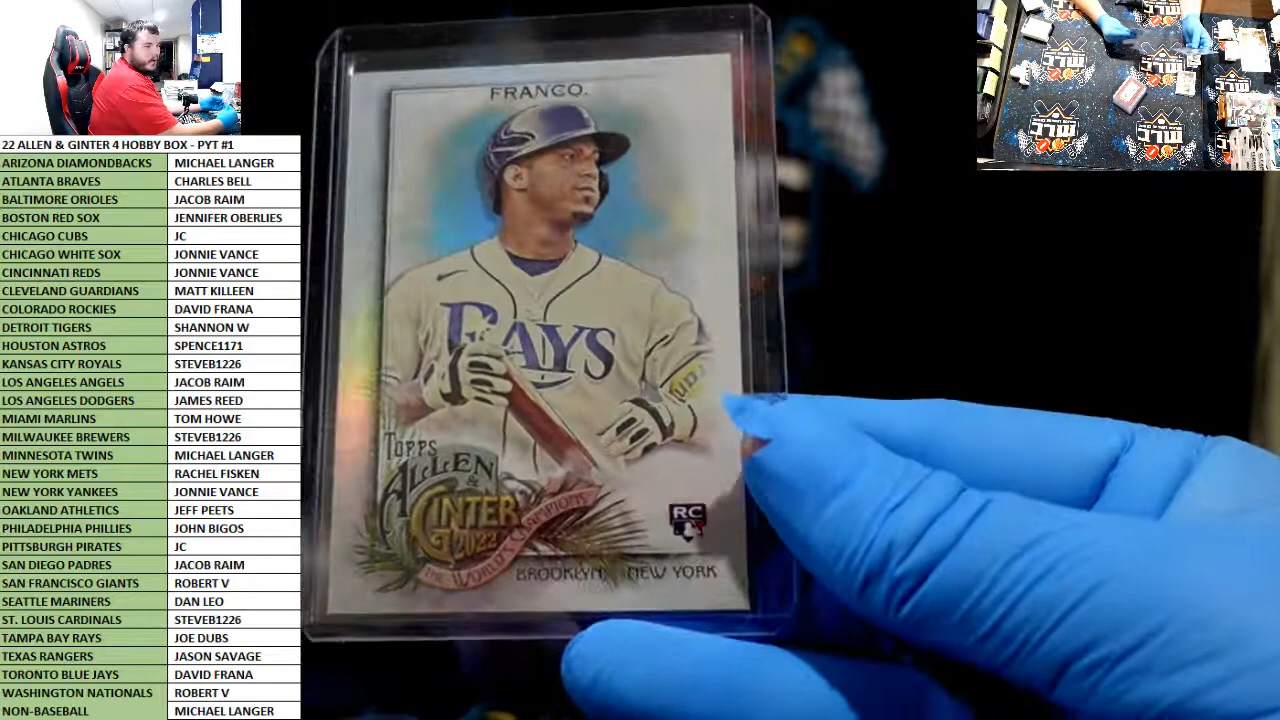 22 ALLEN & GINTER 4 HOBBY BOX - PYT #1
ARIZONA DIAMONDBACKS MICHAEL LANGER
ATLANTA BRAVES CHARLES BELL
BALTIMORE ORIOLES JACOB RAIM
BOSTON RED SOX JENNIFER OBERLIES
CHICAGO CUBS JC
CHICAGO WHITE SOX JONNIE VANCE
CINCINNATI REDS JONNIE VANCE
CLEVELAND GUARDIANS MATT KILLEEN
COLORADO ROCKIES DAVID FRANA
DETROIT TIGERS SHANNON W
HOUSTON ASTROS SPENCE1171
KANSAS CITY ROYALS STEVEB1226
LOS ANGELES ANGELS JACOB RAIM
LOS ANGELES DODGERS JAMES REED
MIAMI MARLINS TOM HOWE
MILWAUKEE BREWERS STEVEB1226
MINNESOTA TWINS MICHAEL LANGER
NEW YORK METS RACHEL FISKEN
NEW YORK YANKEES JONNIE VANCE
OAKLAND ATHLETICS JEFF PEETS
PHILADELPHIA PHILLIES JOHN BIGOS
PITTSBURGH PIRATES JC
SAN DIEGO PADRES JACOB RAIM
SAN FRANCISCO GIANTS ROBERT V
SEATTLE MARINERS DAN LEO
ST. LOUIS CARDINALS STEVEB1226
TAMPA BAY RAYS JOE DUBS
TEXAS RANGERS JASON SAVAGE
TORONTO BLUE JAYS DAVID FRANA
WASHINGTON NATIONALS ROBERT V
NON-BASEBALL MICHAEL LANGER
FRANCO.
RAYS
TOPPS
ALLEN &
GINTER
2022
THE WORLD'S CHAMPIONS
RC
BROOKLYN, NEW YORK
MLC
MLC
MLC
MLC